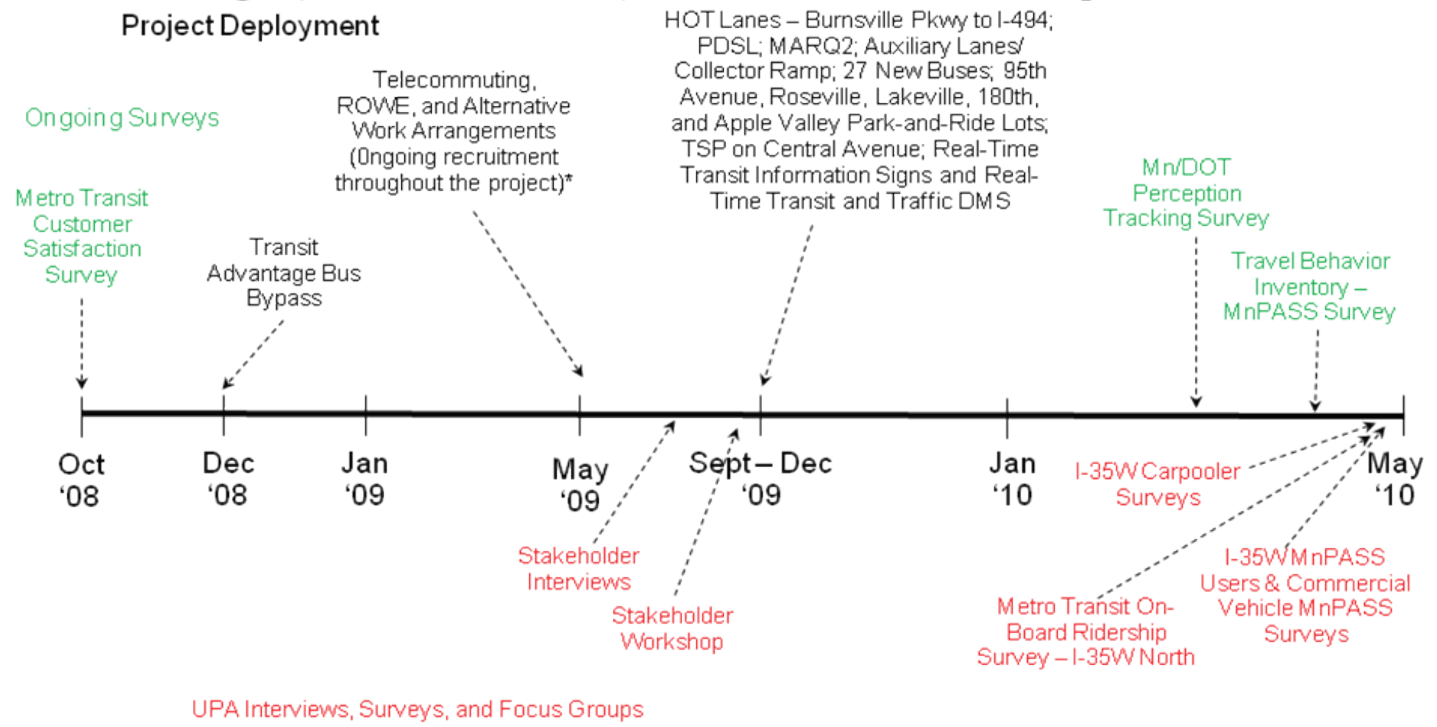 Project Deployment
HOT Lanes – Burnsville Pkwy to I-494;
PDSL; MARQ2; Auxiliary Lanes/
Collector Ramp; 27 New Buses; 95th
Avenue, Roseville, Lakeville, 180th,
and Apple Valley Park-and-Ride Lots;
TSP on Central Avenue; Real-Time
Transit Information Signs and Real-
Time Transit and Traffic DMS
Telecommuting,
ROWE, and Alternative
Work Arrangements
(Ongoing recruitment
throughout the project)*
Ongoing Surveys
Metro Transit
Customer
Satisfaction
Survey
Transit
Advantage Bus
Bypass
Mn/DOT
Perception
Tracking Survey
Travel Behavior
Inventory –
MnPASS Survey
Oct
‘08
Dec
‘08
Jan
‘09
May
‘09
Sept – Dec
‘09
Jan
‘10
May
‘10
Stakeholder
Interviews
Stakeholder
Workshop
I-35W Carpooler
Surveys
Metro Transit On-
Board Ridership
Survey – I-35W North
I-35W MnPASS
Users & Commercial
Vehicle MnPASS
Surveys
UPA Interviews, Surveys, and Focus Groups